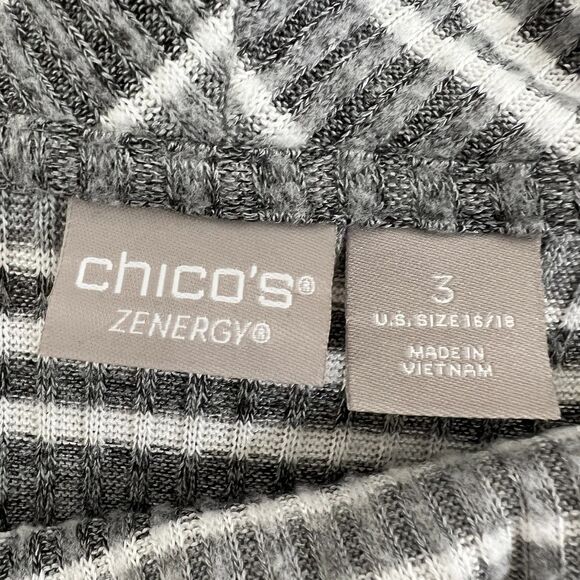 chico's®
ZENERGY®
3
U.S. SIZE 16/18
MADE IN
VIETNAM